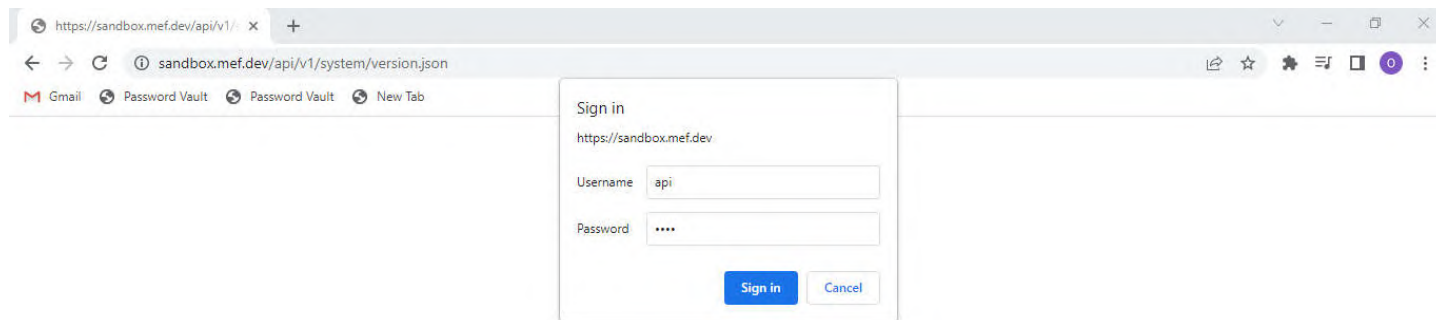 https://sandbox.mef.dev/api/v1/
sandbox.mef.dev/api/v1/system/version.json
Gmail Password Vault Password Vault New Tab
Sign in
https://sandbox.mef.dev
Username api
Password ••••
Sign in Cancel
O